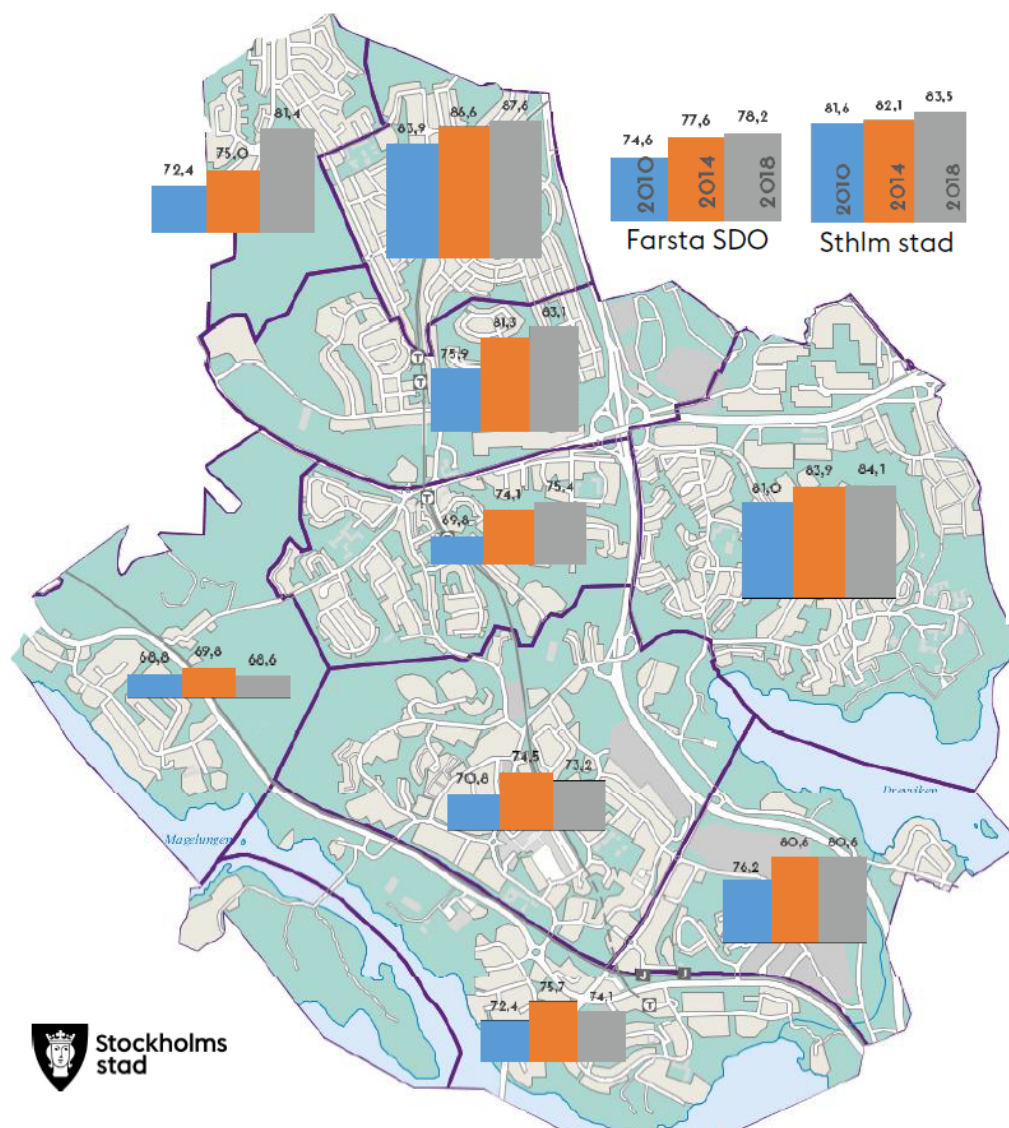 83,5
81,6 82,1
86,6 87,6
81,4
77,6 78,2
83,9
74,6
75,0
72,4
2010 2014 2018
2010 2014 2018
Farsta SDO
Sthlm stad
81,3 83,1
75,9
T
T
83,9 84,1
81,0
74,1 75,4
T
69,8
68,8 69,8 68,6
74,5 73,2
70,8
Magelungen
80,6 80,6
76,2
J J
T
75,7 74,1
72,4
Stockholms
stad